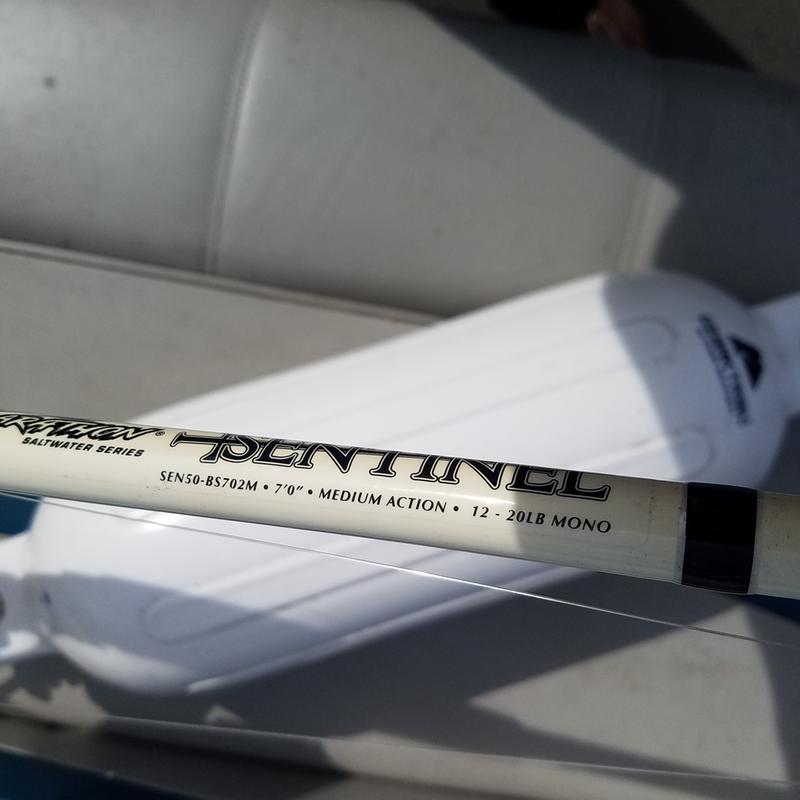 SENTINEL
SALTWATER SERIES
SEN50-BS702M • 7'0" • MEDIUM ACTION • 12 - 20LB MONO